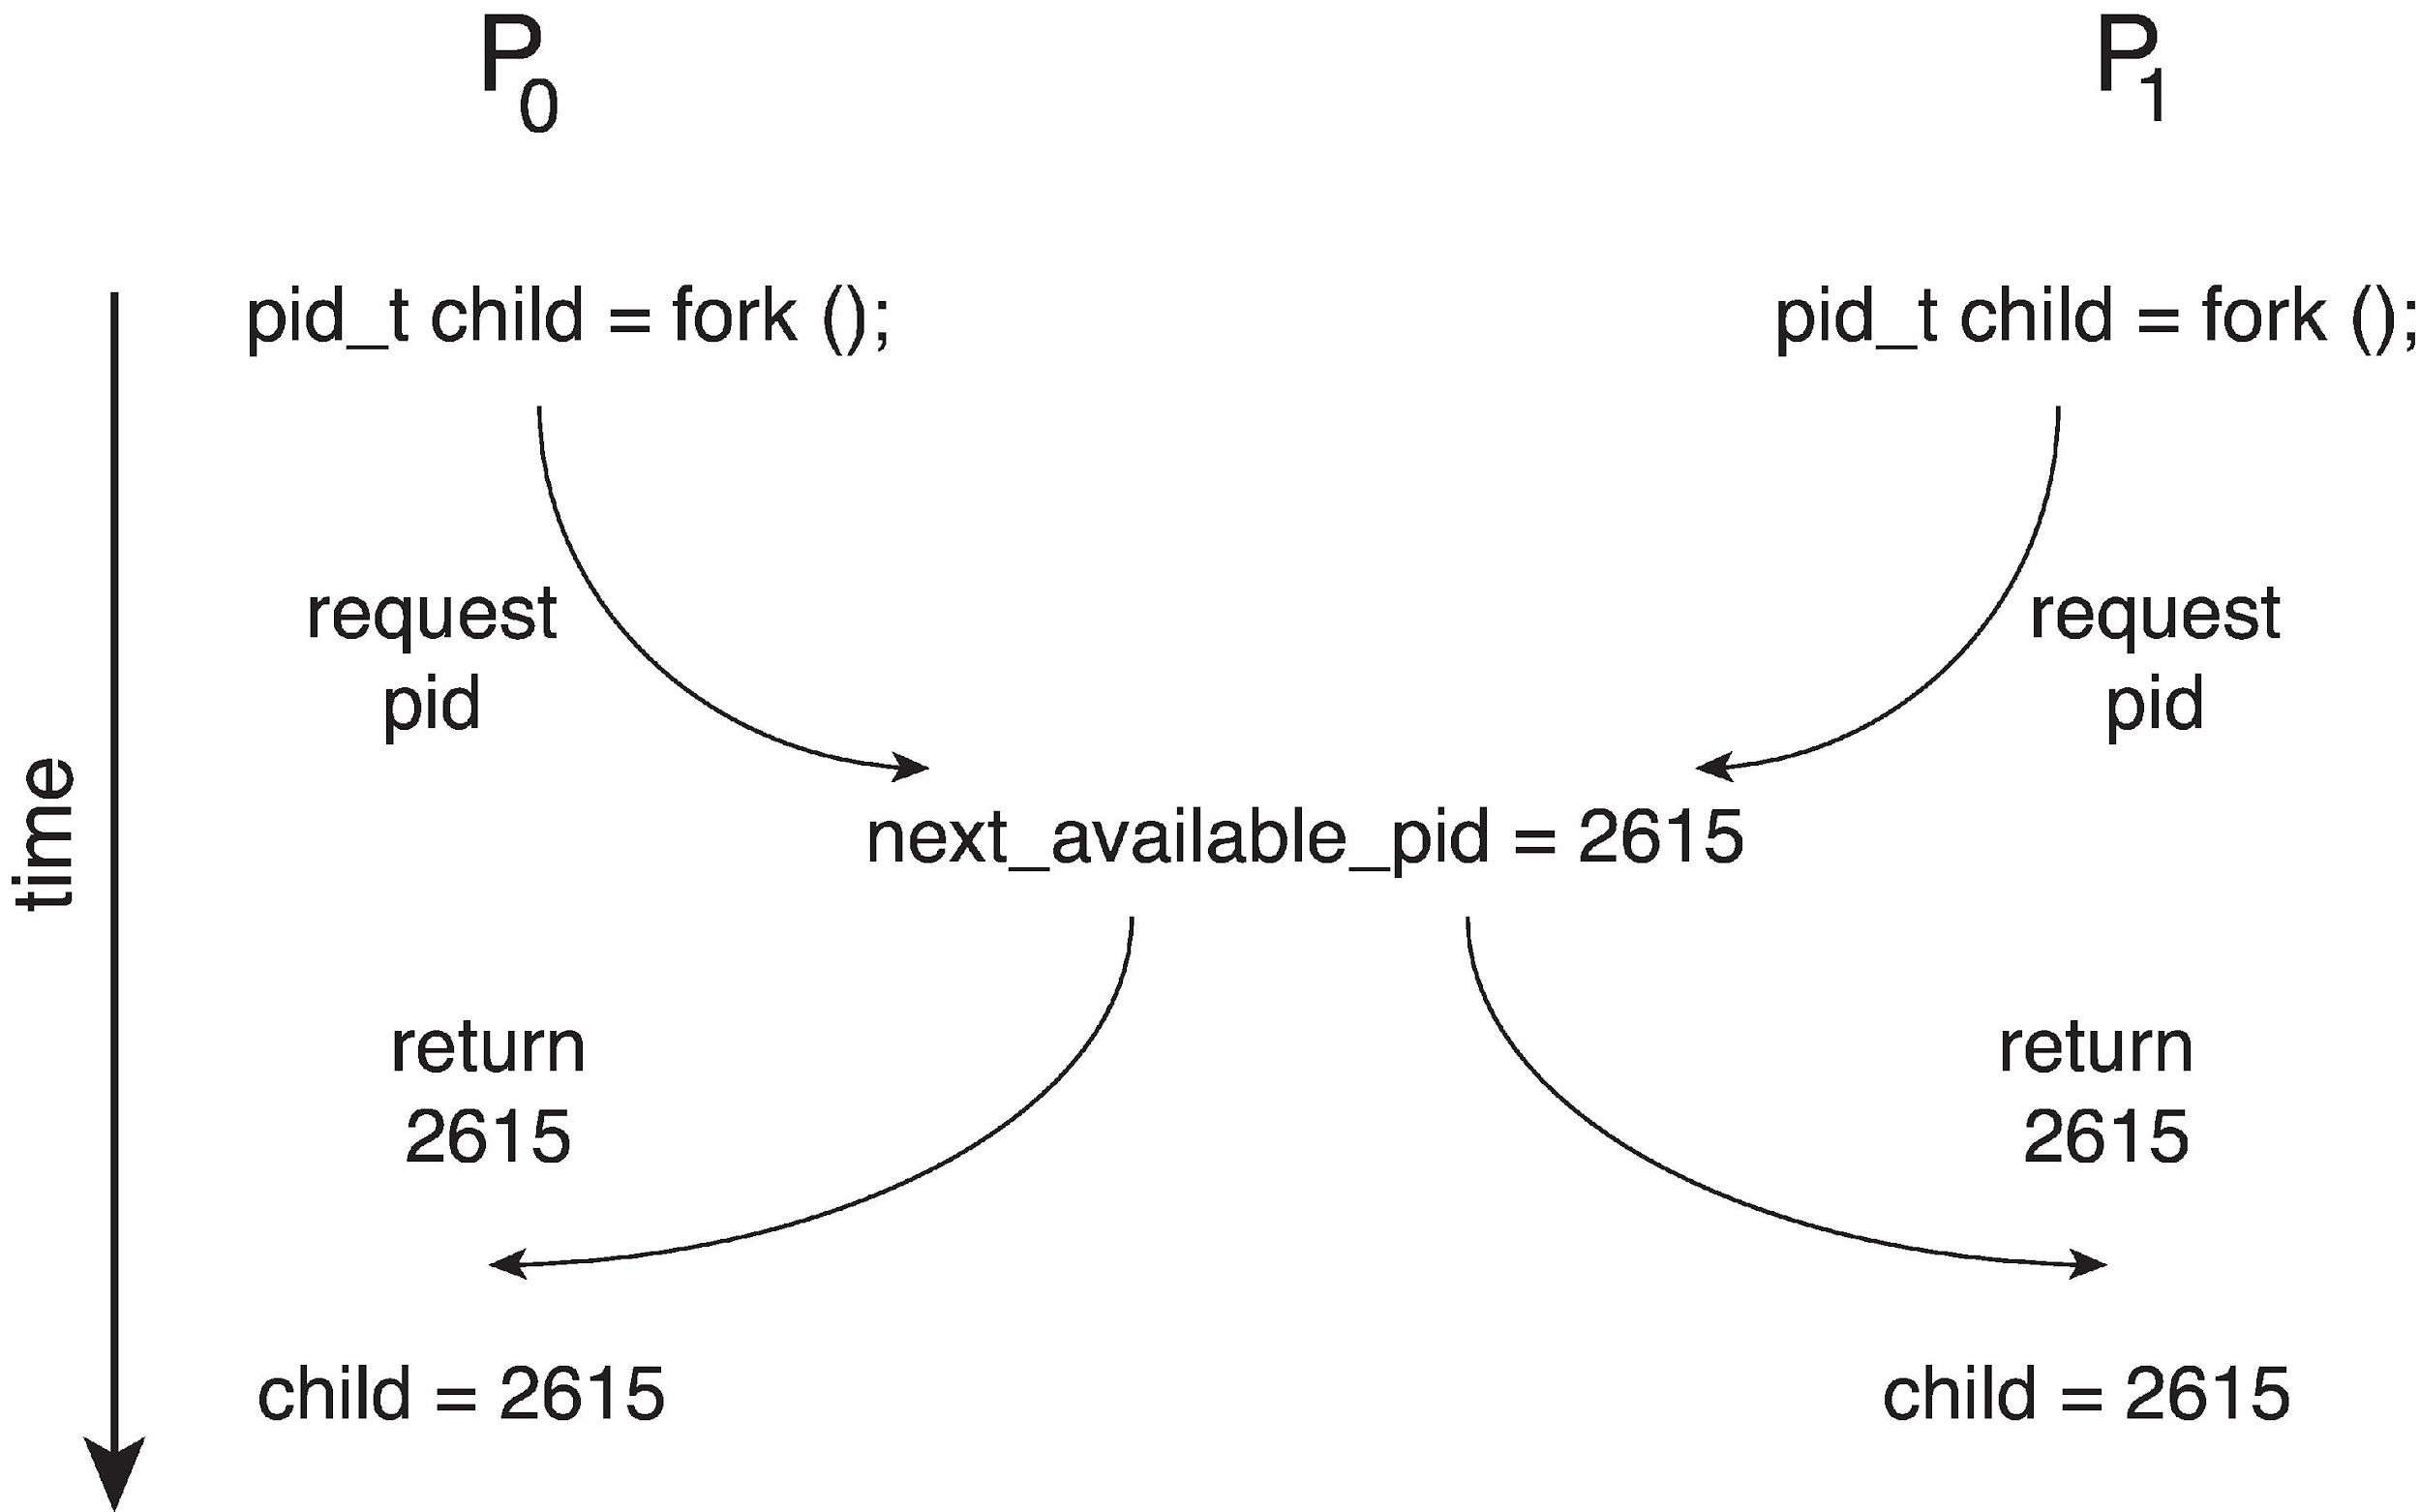 P0
P1
pid_t child = fork ();
pid_t child = fork ();
request
pid
request
pid
time
next_available_pid = 2615
return
2615
return
2615
child = 2615
child = 2615